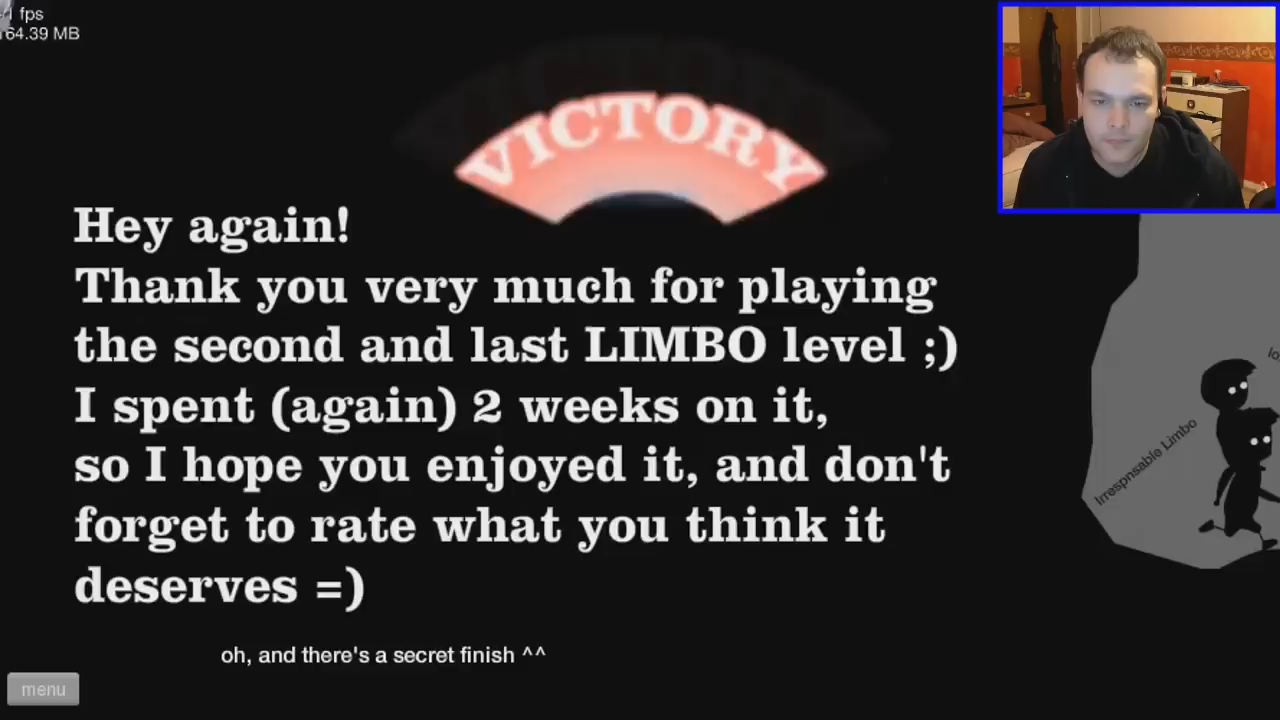 1 fps
64.39 MB
VICTORY
Hey again!
Thank you very much for playing
the second and last LIMBO level ;)
I spent (again) 2 weeks on it,
so I hope you enjoyed it, and don't
forget to rate what you think it
deserves =)
Irrespnsable Limbo
oh, and there's a secret finish ^^
menu